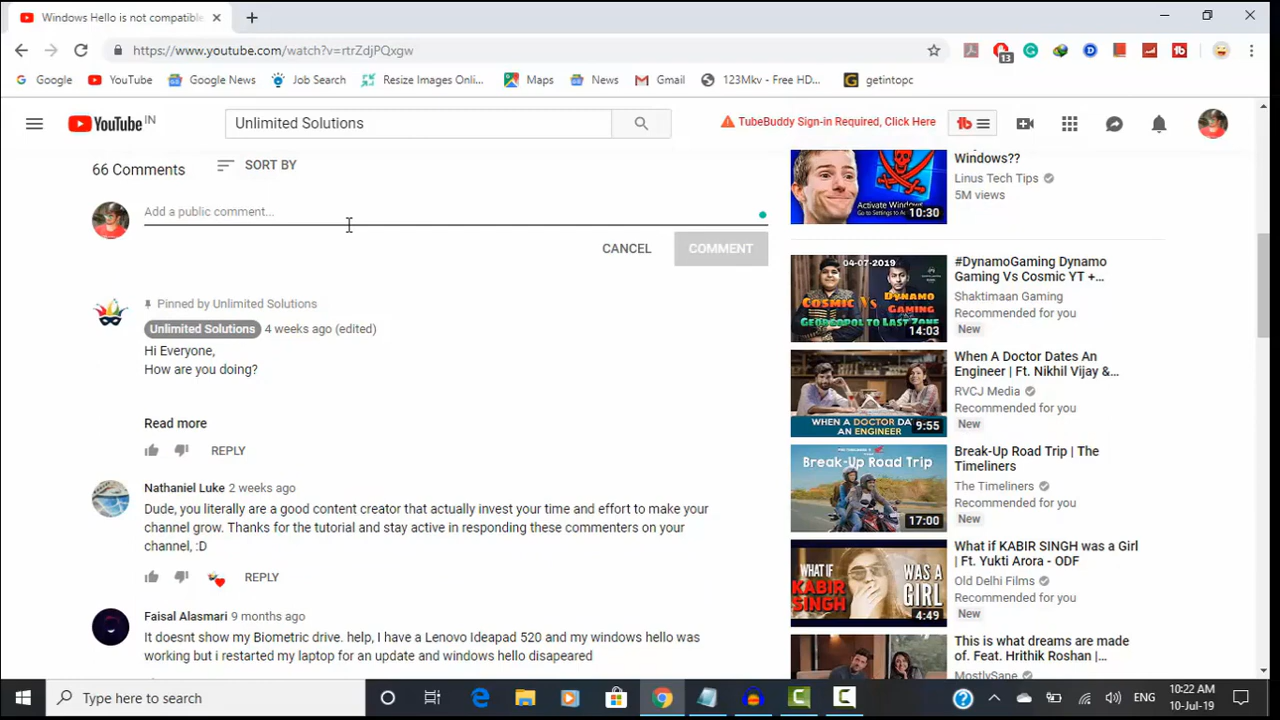 Windows Hello is not compatible
https://www.youtube.com/watch?v=rtrZdjPQxgw
13
Google
YouTube
Google News
Job Search
Resize Images Onli...
Maps
News
Gmail
123Mkv - Free HD...
getintopc
YouTube IN
Unlimited Solutions
TubeBuddy Sign-in Required, Click Here
tb
66 Comments
SORT BY
Add a public comment...
CANCEL
COMMENT
Pinned by Unlimited Solutions
Unlimited Solutions 4 weeks ago (edited)
Hi Everyone,
How are you doing?
Read more
REPLY
Nathaniel Luke 2 weeks ago
Dude, you literally are a good content creator that actually invest your time and effort to make your
channel grow. Thanks for the tutorial and stay active in responding these commenters on your
channel, :D
REPLY
Faisal Alasmari 9 months ago
It doesnt show my Biometric drive. help, I have a Lenovo Ideapad 520 and my windows hello was
working but i restarted my laptop for an update and windows hello disapeared
Activate Windows
Go to Settings to A
10:30
Windows??
Linus Tech Tips
5M views
04-07-2019
COSMIC Vs DYNAMO
GAMING
GEORGOPOL TO LAST ZONE
14:03
#DynamoGaming Dynamo
Gaming Vs Cosmic YT +...
Shaktimaan Gaming
Recommended for you
New
WHEN A DOCTOR DA
AN ENGINEER
9:55
When A Doctor Dates An
Engineer | Ft. Nikhil Vijay &...
RVCJ Media
Recommended for you
New
Break-Up Road Trip
17:00
Break-Up Road Trip | The
Timeliners
The Timeliners
Recommended for you
New
WHAT IF
KABIR
SINGH
WAS A
GIRL
4:49
What if KABIR SINGH was a Girl
| Ft. Yukti Arora - ODF
Old Delhi Films
Recommended for you
New
This is what dreams are made
of. Feat. Hrithik Roshan |...
MostlySane
Type here to search
ENG
10:22 AM
10-Jul-19